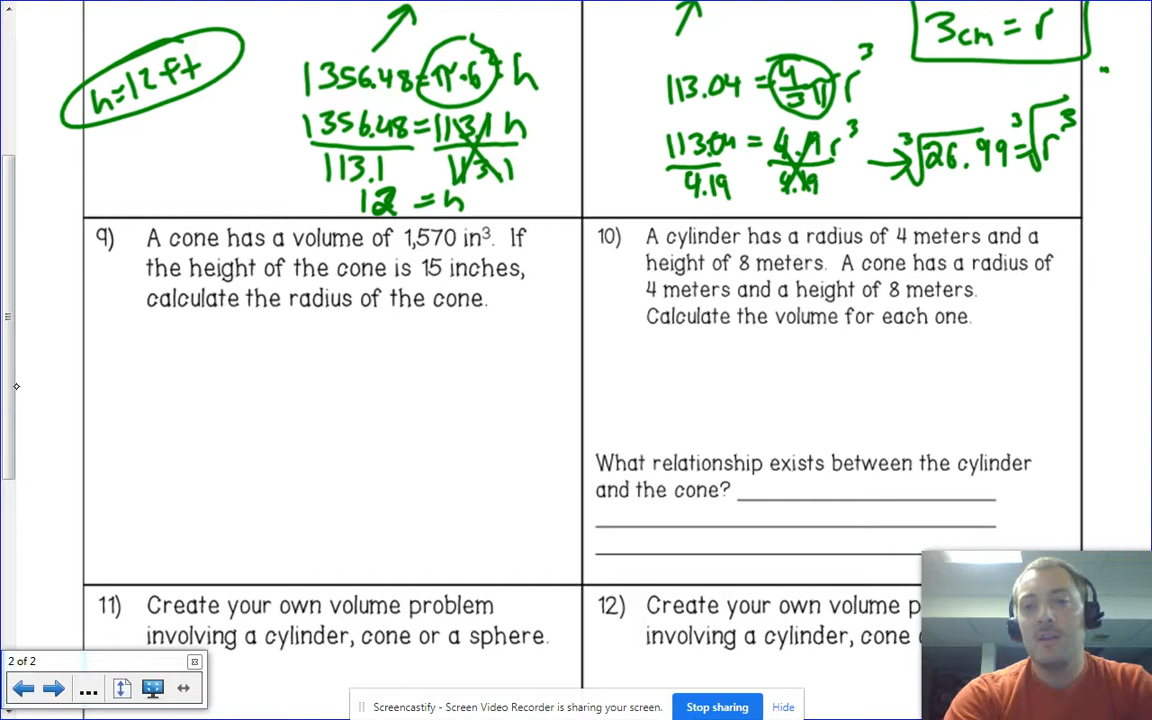 h=12ft
1356.48=π·6² · h
1356.48=113.1 h
113.1 113.1
12 = h
3cm = r
113.04 = 4/3 π r³
113.04 = 4.19 r³
4.19 4.19
→ ³√26.99 = ³√r³
9) A cone has a volume of 1,570 in³. If
the height of the cone is 15 inches,
calculate the radius of the cone.
10) A cylinder has a radius of 4 meters and a
height of 8 meters. A cone has a radius of
4 meters and a height of 8 meters.
Calculate the volume for each one.
What relationship exists between the cylinder
and the cone?
11) Create your own volume problem
involving a cylinder, cone or a sphere.
12) Create your own volume p
involving a cylinder, cone
2 of 2
...
Screencastify - Screen Video Recorder is sharing your screen.
Stop sharing
Hide